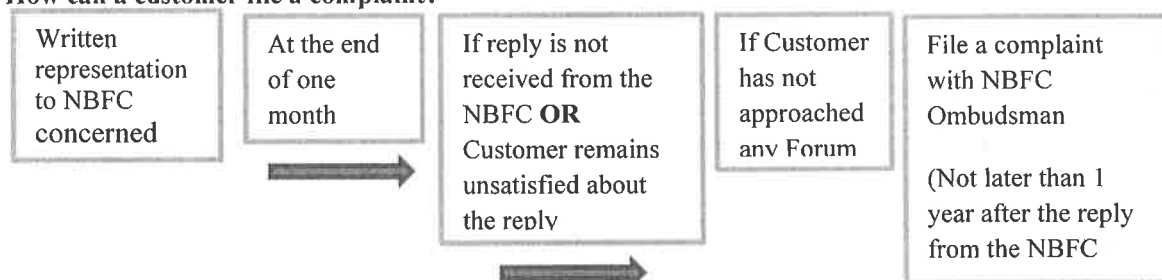 How can a customer file a complaint?
Written
representation
to NBFC
concerned
At the end
of one
month
If reply is not
received from the
NBFC OR
Customer remains
unsatisfied about
the reply
If Customer
has not
approached
any Forum
File a complaint
with NBFC
Ombudsman
(Not later than 1
year after the reply
from the NBFC